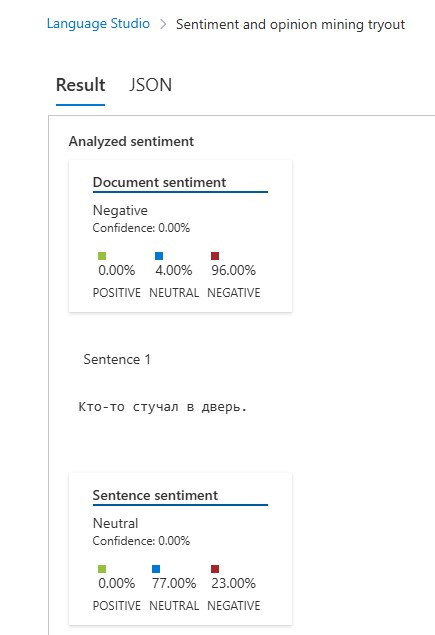 Language Studio > Sentiment and opinion mining tryout
Result JSON
Analyzed sentiment
Document sentiment
Negative
Confidence: 0.00%
0.00% 4.00% 96.00%
POSITIVE NEUTRAL NEGATIVE
Sentence 1
Кто-то стучал в дверь.
Sentence sentiment
Neutral
Confidence: 0.00%
0.00% 77.00% 23.00%
POSITIVE NEUTRAL NEGATIVE